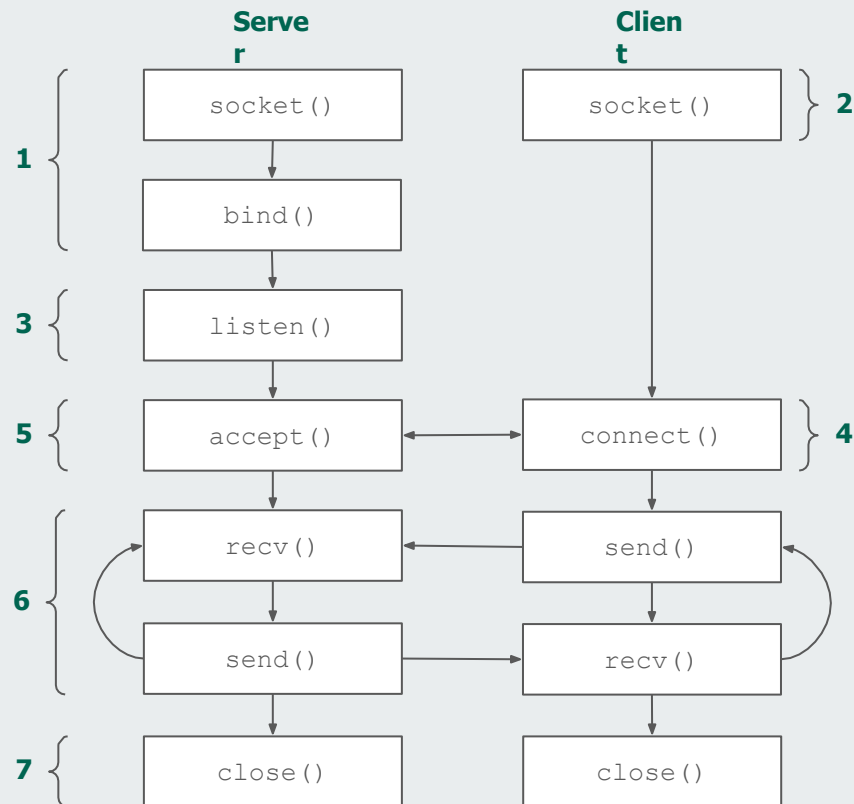 Serve
r
Clien
t
socket()
socket()
2
1
bind()
3
listen()
5
accept()
connect()
4
recv()
send()
6
send()
recv()
7
close()
close()